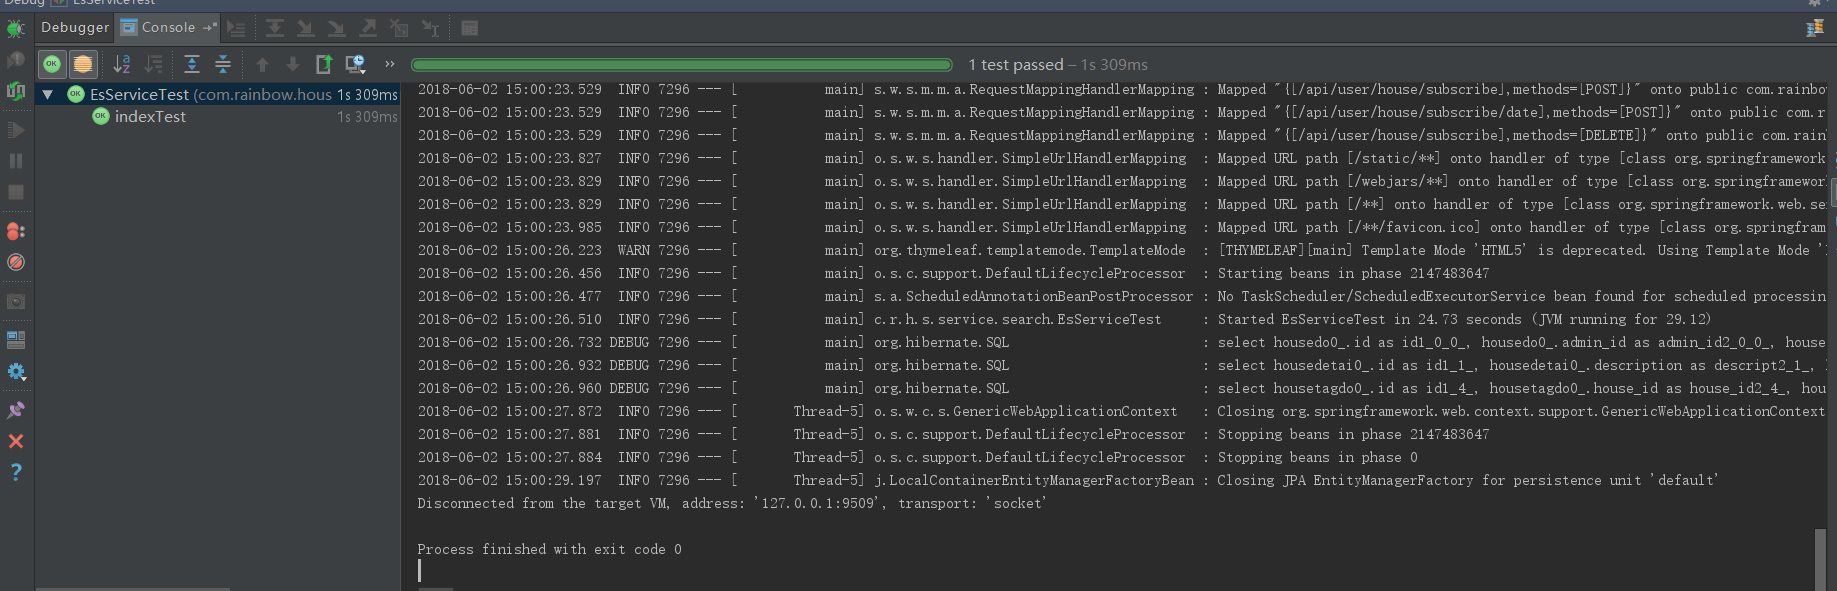 Debug EsServiceTest
Debugger Console
1 test passed – 1s 309ms
EsServiceTest (com.rainbow.hous 1s 309ms
indexTest 1s 309ms
2018-06-02 15:00:23.529  INFO 7296 --- [           main] s.w.s.m.m.a.RequestMappingHandlerMapping : Mapped "{[/api/user/house/subscribe],methods=[POST]}" onto public com.rainbo
2018-06-02 15:00:23.529  INFO 7296 --- [           main] s.w.s.m.m.a.RequestMappingHandlerMapping : Mapped "{[/api/user/house/subscribe/date],methods=[POST]}" onto public com.r
2018-06-02 15:00:23.529  INFO 7296 --- [           main] s.w.s.m.m.a.RequestMappingHandlerMapping : Mapped "{[/api/user/house/subscribe],methods=[DELETE]}" onto public com.rain
2018-06-02 15:00:23.827  INFO 7296 --- [           main] o.s.w.s.handler.SimpleUrlHandlerMapping  : Mapped URL path [/static/**] onto handler of type [class org.springframework
2018-06-02 15:00:23.829  INFO 7296 --- [           main] o.s.w.s.handler.SimpleUrlHandlerMapping  : Mapped URL path [/webjars/**] onto handler of type [class org.springframewor
2018-06-02 15:00:23.829  INFO 7296 --- [           main] o.s.w.s.handler.SimpleUrlHandlerMapping  : Mapped URL path [/**] onto handler of type [class org.springframework.web.se
2018-06-02 15:00:23.985  INFO 7296 --- [           main] o.s.w.s.handler.SimpleUrlHandlerMapping  : Mapped URL path [/**/favicon.ico] onto handler of type [class org.springfram
2018-06-02 15:00:26.223  WARN 7296 --- [           main] org.thymeleaf.templatemode.TemplateMode  : [THYMELEAF][main] Template Mode 'HTML5' is deprecated. Using Template Mode '
2018-06-02 15:00:26.456  INFO 7296 --- [           main] o.s.c.support.DefaultLifecycleProcessor  : Starting beans in phase 2147483647
2018-06-02 15:00:26.477  INFO 7296 --- [           main] s.a.ScheduledAnnotationBeanPostProcessor : No TaskScheduler/ScheduledExecutorService bean found for scheduled processin
2018-06-02 15:00:26.510  INFO 7296 --- [           main] c.r.h.s.service.search.EsServiceTest     : Started EsServiceTest in 24.73 seconds (JVM running for 29.12)
2018-06-02 15:00:26.732 DEBUG 7296 --- [           main] org.hibernate.SQL                        : select housedo0_.id as id1_0_0_, housedo0_.admin_id as admin_id2_0_0_, house
2018-06-02 15:00:26.932 DEBUG 7296 --- [           main] org.hibernate.SQL                        : select housedetai0_.id as id1_1_, housedetai0_.description as descript2_1_,
2018-06-02 15:00:26.960 DEBUG 7296 --- [           main] org.hibernate.SQL                        : select housetagdo0_.id as id1_4_, housetagdo0_.house_id as house_id2_4_, hou
2018-06-02 15:00:27.872  INFO 7296 --- [       Thread-5] o.s.w.c.s.GenericWebApplicationContext   : Closing org.springframework.web.context.support.GenericWebApplicationContext
2018-06-02 15:00:27.881  INFO 7296 --- [       Thread-5] o.s.c.support.DefaultLifecycleProcessor  : Stopping beans in phase 2147483647
2018-06-02 15:00:27.884  INFO 7296 --- [       Thread-5] o.s.c.support.DefaultLifecycleProcessor  : Stopping beans in phase 0
2018-06-02 15:00:29.197  INFO 7296 --- [       Thread-5] j.LocalContainerEntityManagerFactoryBean : Closing JPA EntityManagerFactory for persistence unit 'default'
Disconnected from the target VM, address: '127.0.0.1:9509', transport: 'socket'
Process finished with exit code 0